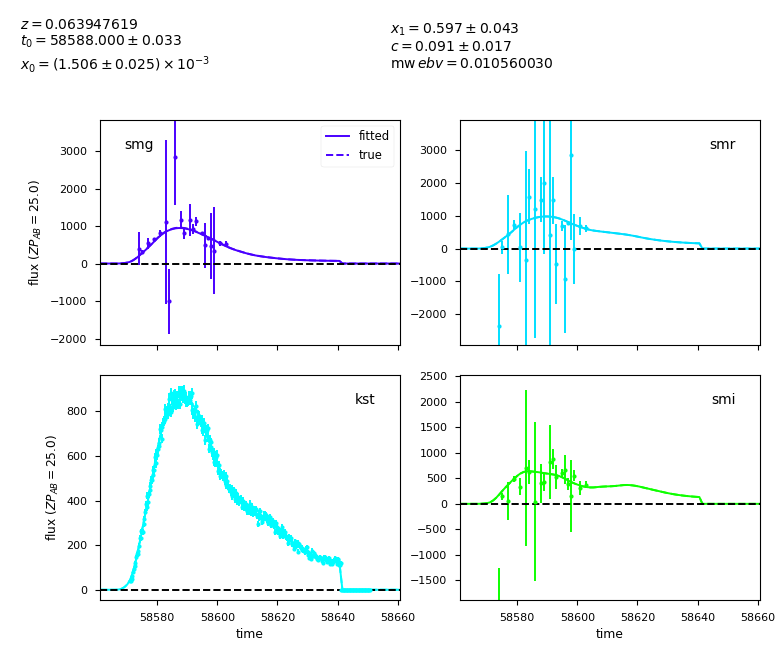 z = 0.063947619
t₀ = 58588.000 ± 0.033
x₀ = (1.506 ± 0.025) × 10⁻³
x₁ = 0.597 ± 0.043
c = 0.091 ± 0.017
mw ebv = 0.010560030
smg
fitted
true
3000
2000
1000
0
−1000
−2000
flux (ZP_AB = 25.0)
smr
3000
2000
1000
0
−1000
−2000
kst
800
600
400
200
0
flux (ZP_AB = 25.0)
58580 58600 58620 58640 58660
time
smi
2500
2000
1500
1000
500
0
−500
−1000
−1500
58580 58600 58620 58640 58660
time